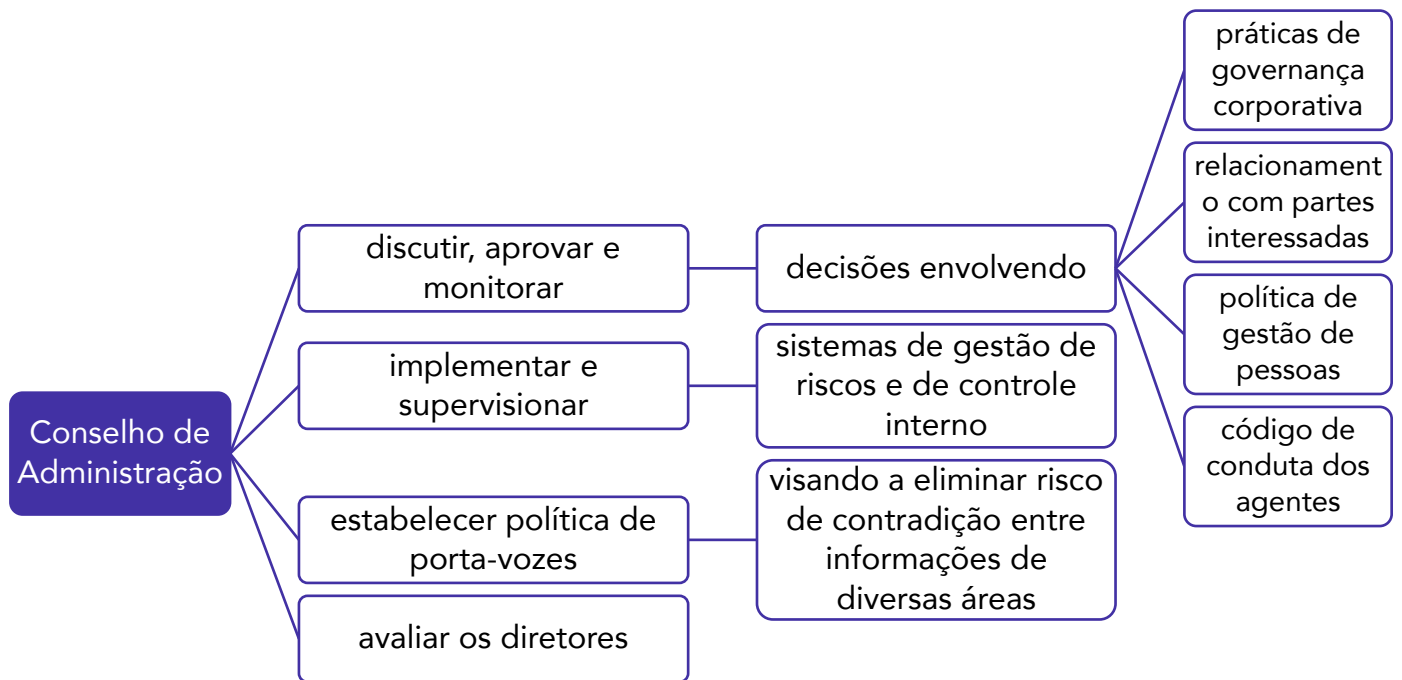 Conselho de
Administração
discutir, aprovar e
monitorar
decisões envolvendo
práticas de
governança
corporativa
relacionament
o com partes
interessadas
política de
gestão de
pessoas
código de
conduta dos
agentes
implementar e
supervisionar
sistemas de gestão de
riscos e de controle
interno
estabelecer política de
porta-vozes
visando a eliminar risco
de contradição entre
informações de
diversas áreas
avaliar os diretores